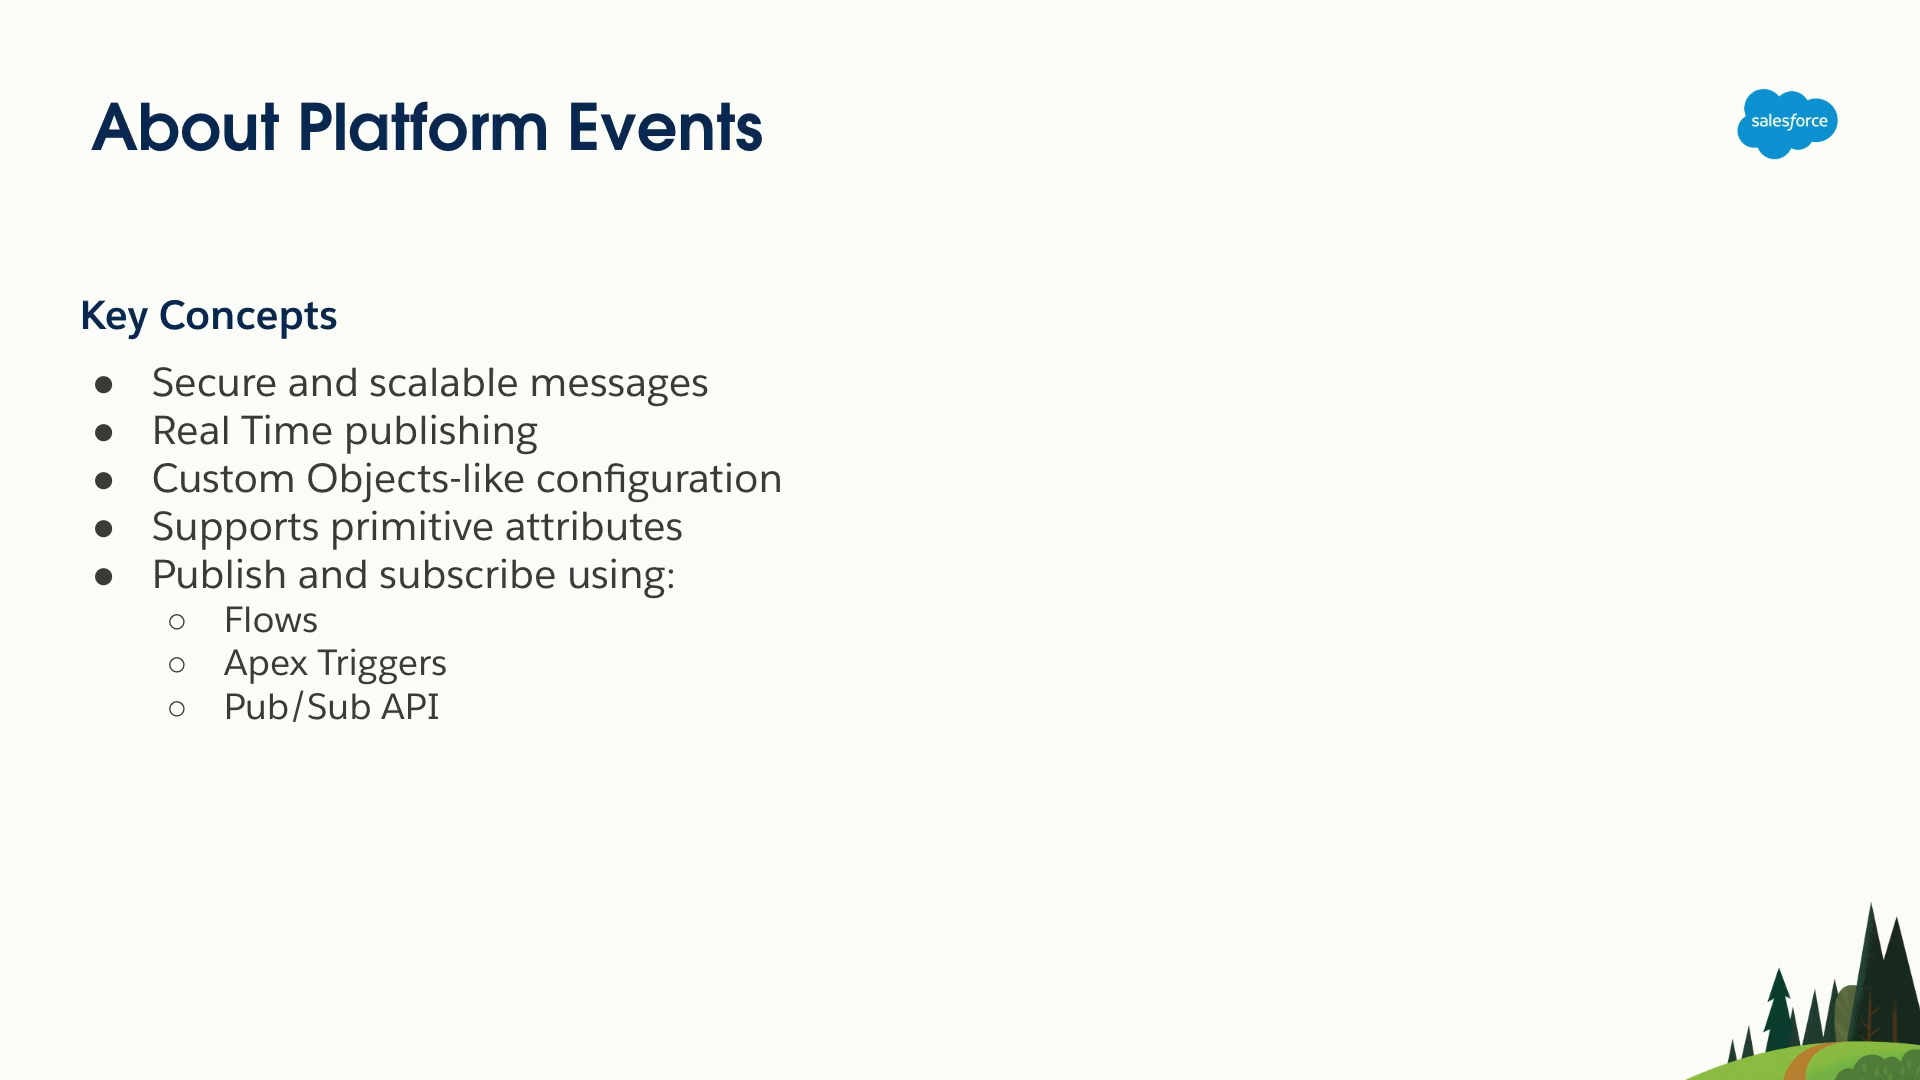 About Platform Events
salesforce
Key Concepts
● Secure and scalable messages
● Real Time publishing
● Custom Objects-like configuration
● Supports primitive attributes
● Publish and subscribe using:
○ Flows
○ Apex Triggers
○ Pub/Sub API